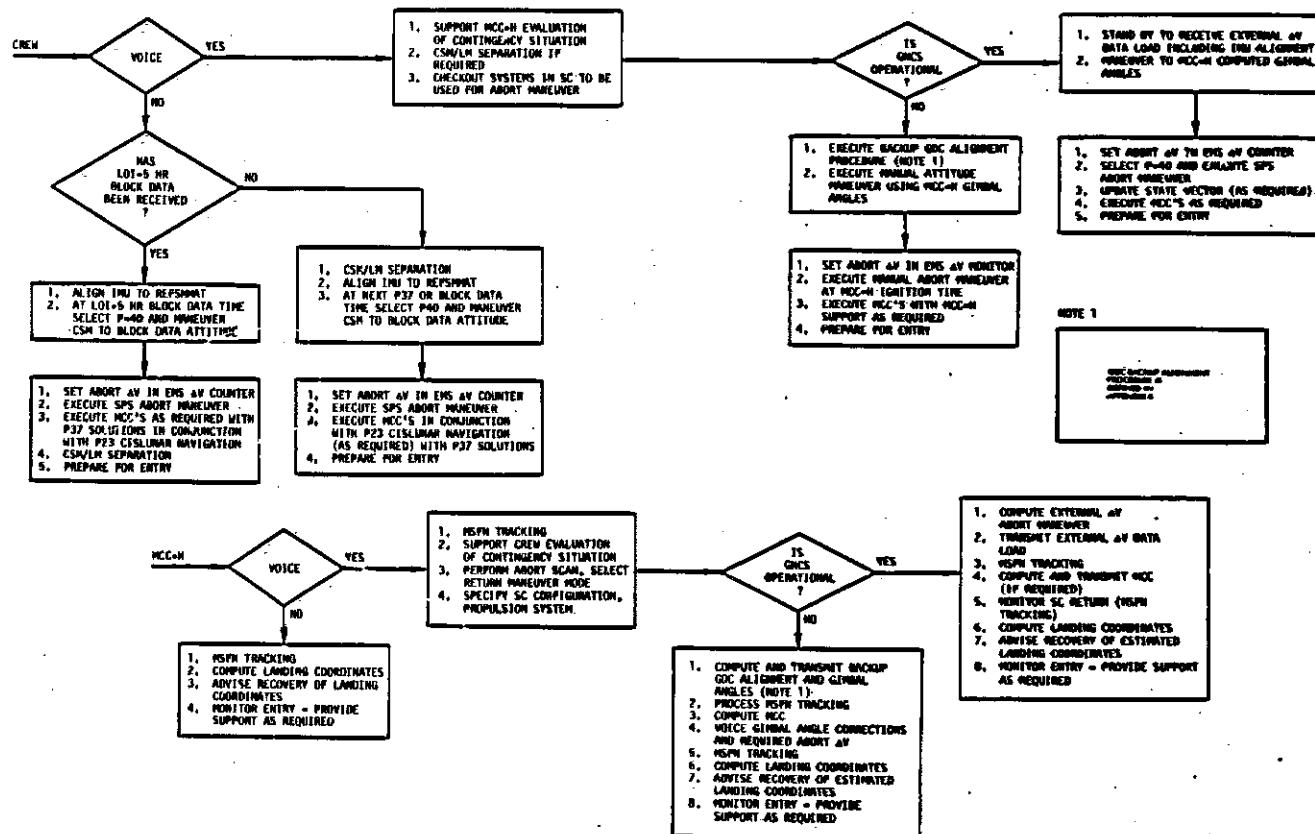 CREW
VOICE
YES
NO
1. SUPPORT MCC-H EVALUATION
OF CONTINGENCY SITUATION
2. CSM/LM SEPARATION IF
REQUIRED
3. CHECKOUT SYSTEMS IN SC TO BE
USED FOR ABORT MANEUVER
IS
GNCS
OPERATIONAL
?
YES
NO
1. STAND BY TO RECEIVE EXTERNAL ΔV
DATA LOAD INCLUDING IMU ALIGNMENT
2. MANEUVER TO MCC-H COMPUTED GIMBAL
ANGLES
1. SET ABORT ΔV IN EMS ΔV COUNTER
2. SELECT P-40 AND EXECUTE SPS
ABORT MANEUVER
3. UPDATE STATE VECTOR (AS REQUIRED)
4. EXECUTE MCC'S AS REQUIRED
5. PREPARE FOR ENTRY
1. EXECUTE BACKUP GDC ALIGNMENT
PROCEDURE (NOTE 1)
2. EXECUTE MANUAL ATTITUDE
MANEUVER USING MCC-H GIMBAL
ANGLES
1. SET ABORT ΔV IN EMS ΔV MONITOR
2. EXECUTE MANUAL ABORT MANEUVER
AT MCC-H IGNITION TIME
3. EXECUTE MCC'S WITH MCC-H
SUPPORT AS REQUIRED
4. PREPARE FOR ENTRY
HAS
LOI-5 HR
BLOCK DATA
BEEN RECEIVED
?
NO
YES
1. ALIGN IMU TO REFSMMAT
2. AT LOI-5 HR BLOCK DATA TIME
SELECT P-40 AND MANEUVER
CSM TO BLOCK DATA ATTITUDE
1. SET ABORT ΔV IN EMS ΔV COUNTER
2. EXECUTE SPS ABORT MANEUVER
3. EXECUTE MCC'S AS REQUIRED WITH
P37 SOLUTIONS IN CONJUNCTION
WITH P23 CISLUNAR NAVIGATION
4. CSM/LM SEPARATION
5. PREPARE FOR ENTRY
1. CSM/LM SEPARATION
2. ALIGN IMU TO REFSMMAT
3. AT NEXT P37 OR BLOCK DATA
TIME SELECT P40 AND MANEUVER
CSM TO BLOCK DATA ATTITUDE
1. SET ABORT ΔV IN EMS ΔV COUNTER
2. EXECUTE SPS ABORT MANEUVER
3. EXECUTE MCC'S IN CONJUNCTION
WITH P23 CISLUNAR NAVIGATION
(AS REQUIRED) WITH P37 SOLUTIONS
4. PREPARE FOR ENTRY
NOTE 1
GDC BACKUP ALIGNMENT
MCC-H
VOICE
YES
NO
1. MSFN TRACKING
2. COMPUTE LANDING COORDINATES
3. ADVISE RECOVERY OF LANDING
COORDINATES
4. MONITOR ENTRY - PROVIDE
SUPPORT AS REQUIRED
1. MSFN TRACKING
2. SUPPORT CREW EVALUATION
OF CONTINGENCY SITUATION
3. PERFORM ABORT SCAN, SELECT
RETURN MANEUVER MODE
4. SPECIFY SC CONFIGURATION,
PROPULSION SYSTEM
IS
GNCS
OPERATIONAL
?
YES
NO
1. COMPUTE AND TRANSMIT BACKUP
GDC ALIGNMENT AND GIMBAL
ANGLES (NOTE 1)
2. PROCESS MSFN TRACKING
3. COMPUTE MCC
4. VOICE GIMBAL ANGLE CORRECTIONS
AND REQUIRED ABORT ΔV
5. MSFN TRACKING
6. COMPUTE LANDING COORDINATES
7. ADVISE RECOVERY OF ESTIMATED
LANDING COORDINATES
8. MONITOR ENTRY - PROVIDE
SUPPORT AS REQUIRED
1. COMPUTE EXTERNAL ΔV
ABORT MANEUVER
2. TRANSMIT EXTERNAL ΔV DATA
LOAD
3. MSFN TRACKING
4. COMPUTE AND TRANSMIT MCC
(IF REQUIRED)
5. MONITOR SC RETURN (MSFN
TRACKING)
6. COMPUTE LANDING COORDINATES
7. ADVISE RECOVERY OF ESTIMATED
LANDING COORDINATES
8. MONITOR ENTRY - PROVIDE SUPPORT
AS REQUIRED